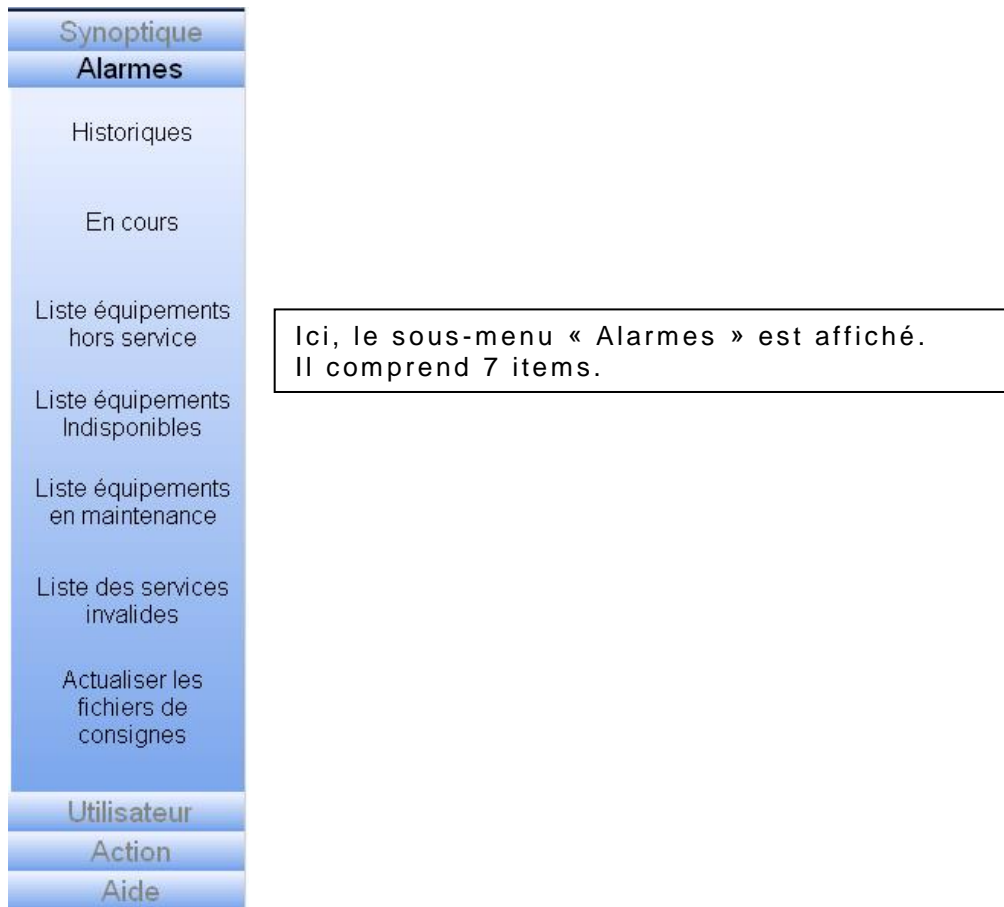 Synoptique
Alarmes
Historiques
En cours
Liste équipements
hors service
Ici, le sous-menu « Alarmes » est affiché.
Il comprend 7 items.
Liste équipements
Indisponibles
Liste équipements
en maintenance
Liste des services
invalides
Actualiser les
fichiers de
consignes
Utilisateur
Action
Aide